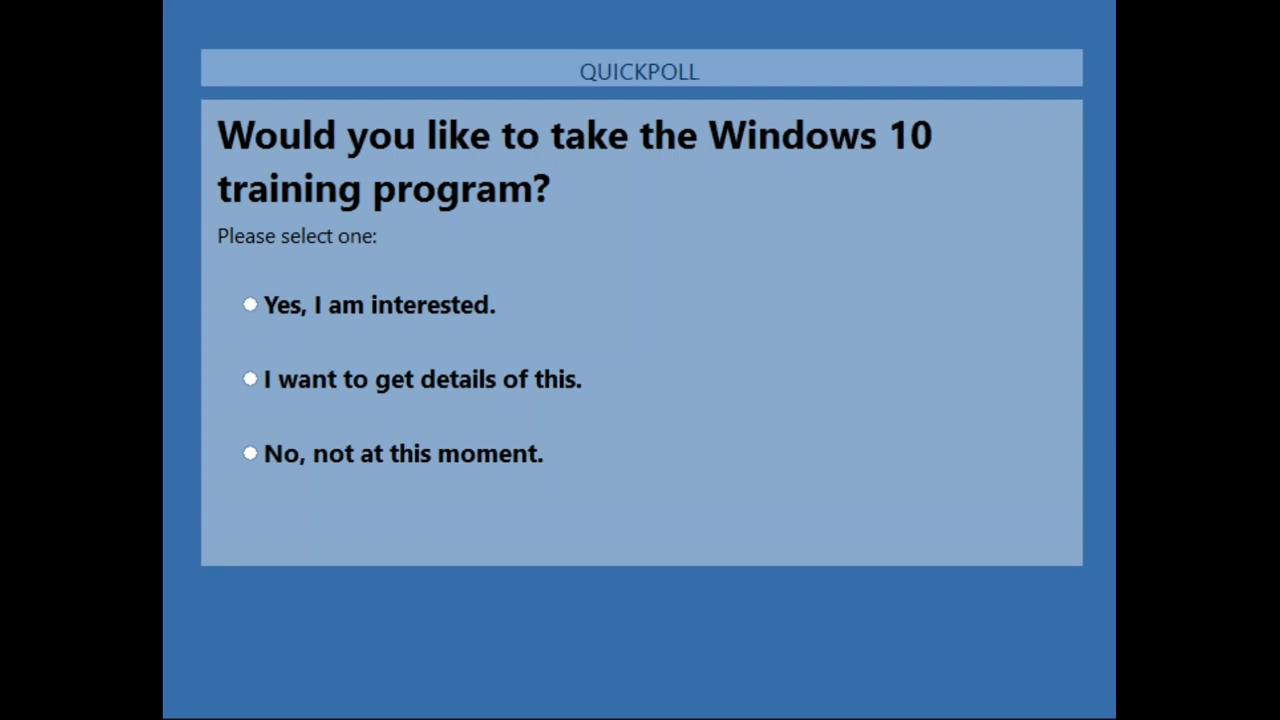 QUICKPOLL
Would you like to take the Windows 10
training program?
Please select one:
Yes, I am interested.
I want to get details of this.
No, not at this moment.